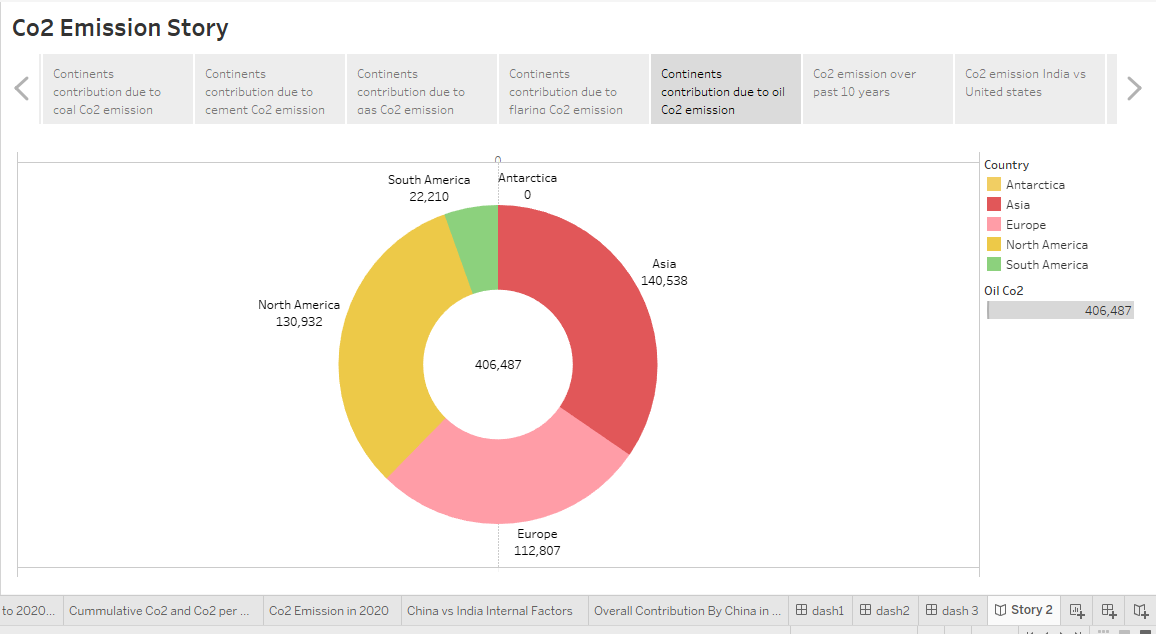 Co2 Emission Story
Continents
contribution due to
coal Co2 emission
Continents
contribution due to
cement Co2 emission
Continents
contribution due to
gas Co2 emission
Continents
contribution due to
flaring Co2 emission
Continents
contribution due to oil
Co2 emission
Co2 emission over
past 10 years
Co2 emission India vs
United states
0
South America
22,210
Antarctica
0
Asia
140,538
North America
130,932
406,487
Europe
112,807
Country
Antarctica
Asia
Europe
North America
South America
Oil Co2
406,487
to 2020... Cummulative Co2 and Co2 per ... Co2 Emission in 2020 China vs India Internal Factors Overall Contribution By China in ... dash1 dash2 dash 3 Story 2